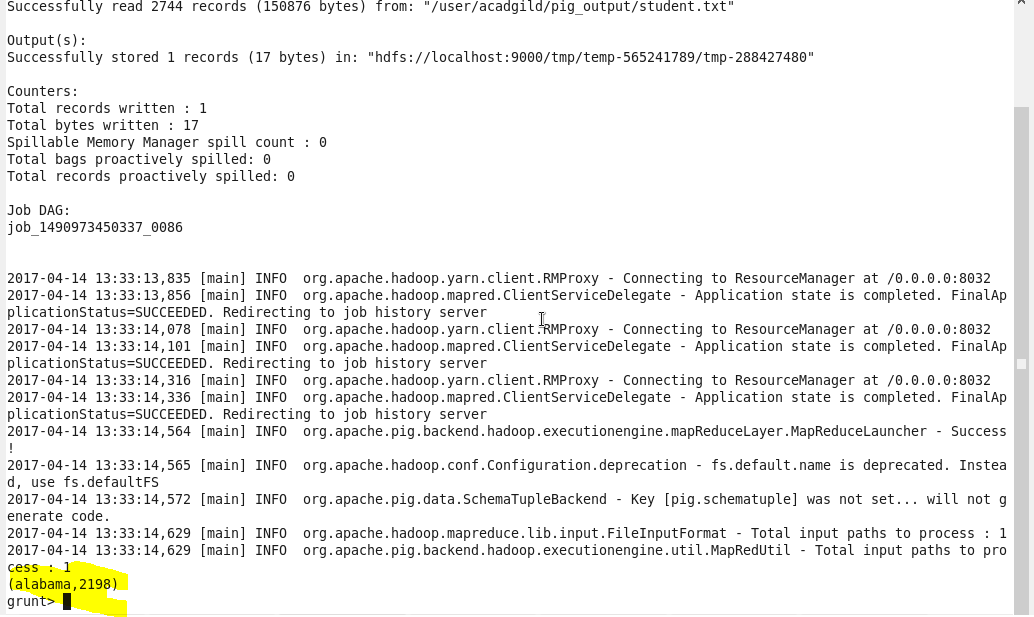 Successfully read 2744 records (150876 bytes) from: "/user/acadgild/pig_output/student.txt"
Output(s):
Successfully stored 1 records (17 bytes) in: "hdfs://localhost:9000/tmp/temp-565241789/tmp-288427480"
Counters:
Total records written : 1
Total bytes written : 17
Spillable Memory Manager spill count : 0
Total bags proactively spilled: 0
Total records proactively spilled: 0
Job DAG:
job_1490973450337_0086
2017-04-14 13:33:13,835 [main] INFO  org.apache.hadoop.yarn.client.RMProxy - Connecting to ResourceManager at /0.0.0.0:8032
2017-04-14 13:33:13,856 [main] INFO  org.apache.hadoop.mapred.ClientServiceDelegate - Application state is completed. FinalAp
plicationStatus=SUCCEEDED. Redirecting to job history server
2017-04-14 13:33:14,078 [main] INFO  org.apache.hadoop.yarn.client.RMProxy - Connecting to ResourceManager at /0.0.0.0:8032
2017-04-14 13:33:14,101 [main] INFO  org.apache.hadoop.mapred.ClientServiceDelegate - Application state is completed. FinalAp
plicationStatus=SUCCEEDED. Redirecting to job history server
2017-04-14 13:33:14,316 [main] INFO  org.apache.hadoop.yarn.client.RMProxy - Connecting to ResourceManager at /0.0.0.0:8032
2017-04-14 13:33:14,336 [main] INFO  org.apache.hadoop.mapred.ClientServiceDelegate - Application state is completed. FinalAp
plicationStatus=SUCCEEDED. Redirecting to job history server
2017-04-14 13:33:14,564 [main] INFO  org.apache.pig.backend.hadoop.executionengine.mapReduceLayer.MapReduceLauncher - Success
!
2017-04-14 13:33:14,565 [main] INFO  org.apache.hadoop.conf.Configuration.deprecation - fs.default.name is deprecated. Instea
d, use fs.defaultFS
2017-04-14 13:33:14,572 [main] INFO  org.apache.pig.data.SchemaTupleBackend - Key [pig.schematuple] was not set... will not g
enerate code.
2017-04-14 13:33:14,629 [main] INFO  org.apache.hadoop.mapreduce.lib.input.FileInputFormat - Total input paths to process : 1
2017-04-14 13:33:14,629 [main] INFO  org.apache.pig.backend.hadoop.executionengine.util.MapRedUtil - Total input paths to pro
cess : 1
(alabama,2198)
grunt>